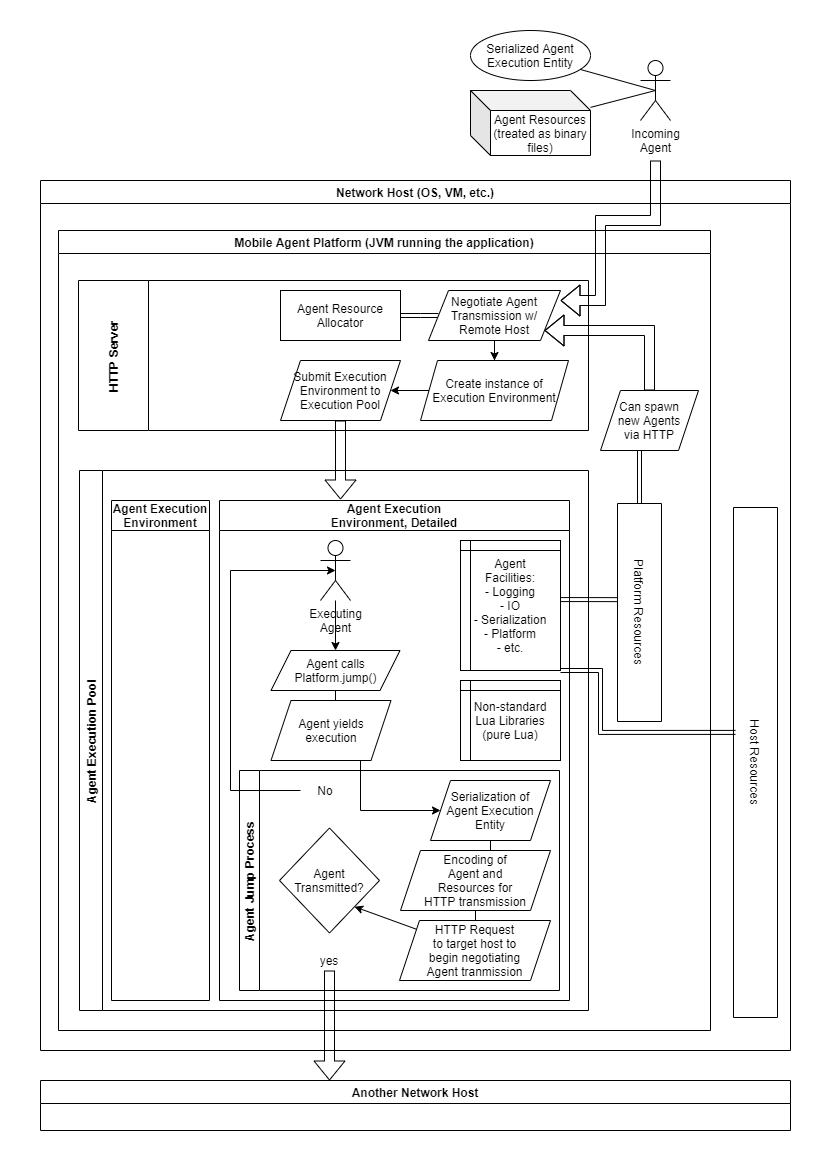 Serialized Agent
Execution Entity
Agent Resources
(treated as binary
files)
Incoming
Agent
Network Host (OS, VM, etc.)
Mobile Agent Platform (JVM running the application)
HTTP Server
Agent Resource
Allocator
Negotiate Agent
Transmission w/
Remote Host
Submit Execution
Environment to
Execution Pool
Create instance of
Execution Environment
Can spawn
new Agents
via HTTP
Agent Execution Pool
Agent Execution
Environment
Agent Execution
Environment, Detailed
Executing
Agent
Agent calls
Platform.jump()
Agent yields
execution
Agent
Facilities:
- Logging
- IO
- Serialization
- Platform
- etc.
Non-standard
Lua Libraries
(pure Lua)
Platform Resources
Host Resources
Agent Jump Process
No
Serialization of
Agent Execution
Entity
Encoding of
Agent and
Resources for
HTTP transmission
Agent
Transmitted?
HTTP Request
to target host to
begin negotiating
Agent tranmission
yes
Another Network Host